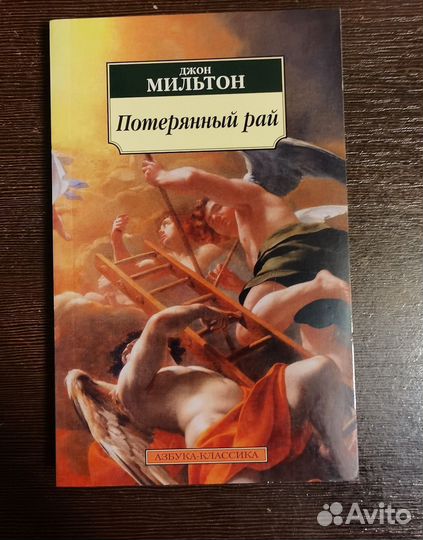 ДЖОН
МИЛЬТОН
Потерянный рай
АЗБУКА-КЛАССИКА
Avito